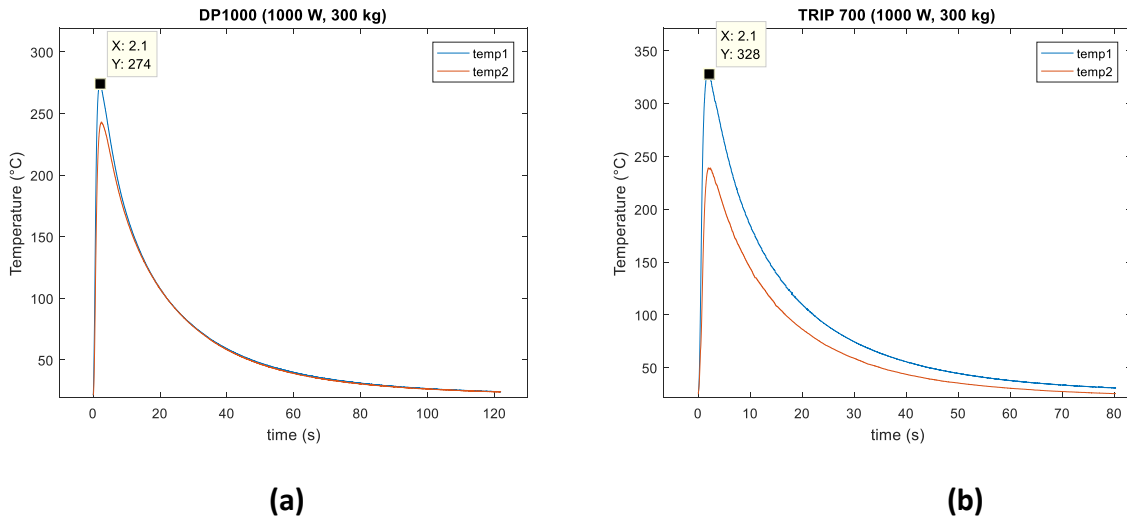 DP1000 (1000 W, 300 kg)
X: 2.1
Y: 274
temp1
temp2
300
250
200
150
100
50
Temperature (°C)
0
20
40
60
80
100
120
time (s)
(a)
TRIP 700 (1000 W, 300 kg)
X: 2.1
Y: 328
temp1
temp2
350
300
250
200
150
100
50
Temperature (°C)
0
10
20
30
40
50
60
70
80
time (s)
(b)